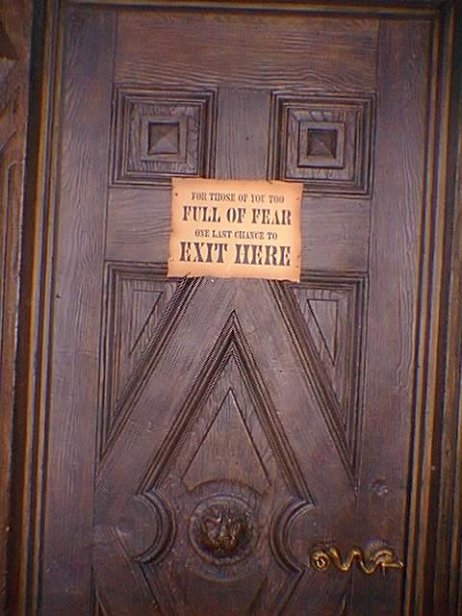 FOR THOSE OF YOU TOO
FULL OF FEAR
ONE LAST CHANCE TO
EXIT HERE